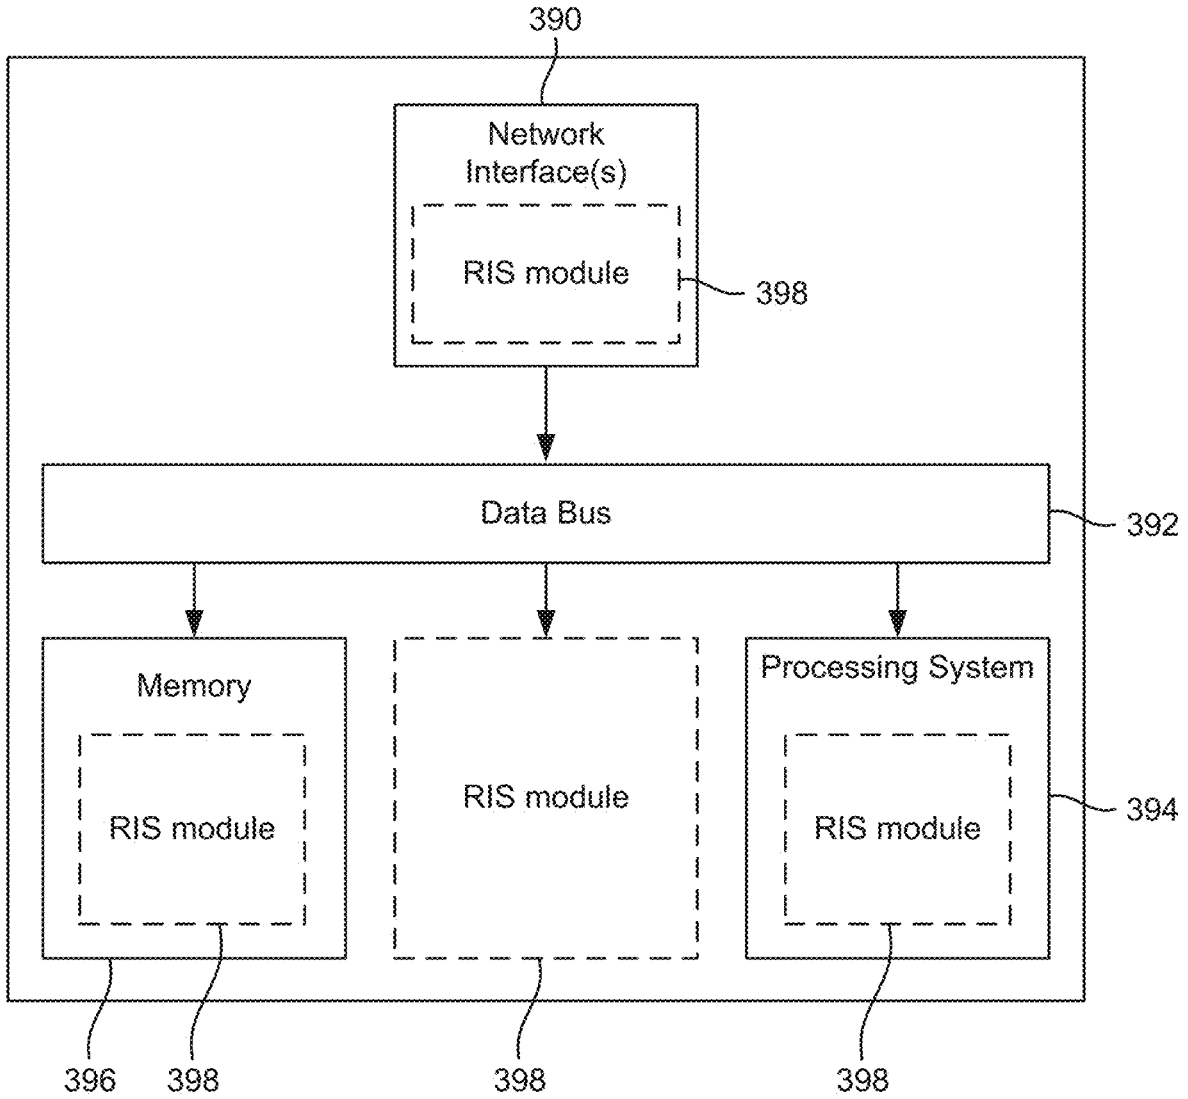 390
Network
Interface(s)
RIS module
398
Data Bus
392
Memory
RIS module
RIS module
Processing System
RIS module
394
396
398
398
398